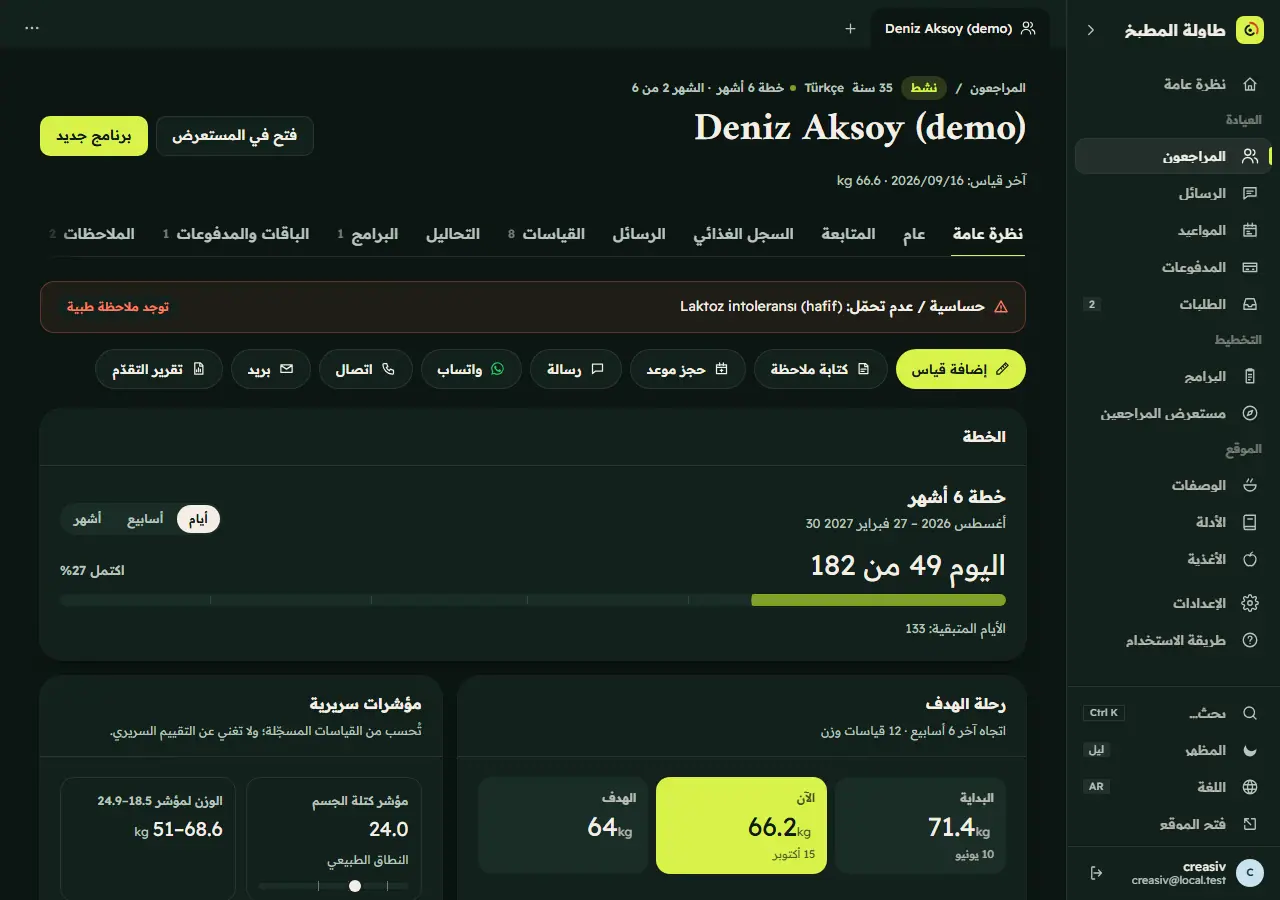 طاولة المطبخ
نظرة عامة
العيادة
المراجعون
الرسائل
المواعيد
المدفوعات
الطلبات 2
التخطيط
البرامج
مستعرض المراجعين
الموقع
الوصفات
الأدلة
الأغذية
الإعدادات
طريقة الاستخدام
بحث... Ctrl K
المظهر ليل
اللغة AR
فتح الموقع
creasiv
creasiv@local.test
C
Deniz Aksoy (demo) + ...
المراجعون / نشط 35 سنة Türkçe • خطة 6 أشهر · الشهر 2 من 6
Deniz Aksoy (demo)
فتح في المستعرض
برنامج جديد
آخر قياس: 2026/09/16 · 66.6 kg
نظرة عامة عام المتابعة السجل الغذائي الرسائل القياسات 8 التحاليل البرامج 1 الباقات والمدفوعات 1 الملاحظات 2
حساسية / عدم تحمّل: Laktoz intoleransı (hafif) توجد ملاحظة طبية
إضافة قياس كتابة ملاحظة حجز موعد رسالة واتساب اتصال بريد تقرير التقدّم
الخطة
خطة 6 أشهر
أغسطس 2026 – 27 فبراير 2027 30
أيام أسابيع أشهر
اليوم 49 من 182
اكتمل 27%
الأيام المتبقية: 133
رحلة الهدف
اتجاه آخر 6 أسابيع · 12 قياسات وزن
البداية
71.4kg
10 يونيو
الآن
66.2kg
15 أكتوبر
الهدف
64kg
مؤشرات سريرية
تُحسب من القياسات المسجّلة؛ ولا تغني عن التقييم السريري.
مؤشر كتلة الجسم
24.0
النطاق الطبيعي
الوزن لمؤشر 18.5–24.9
51–68.6 kg